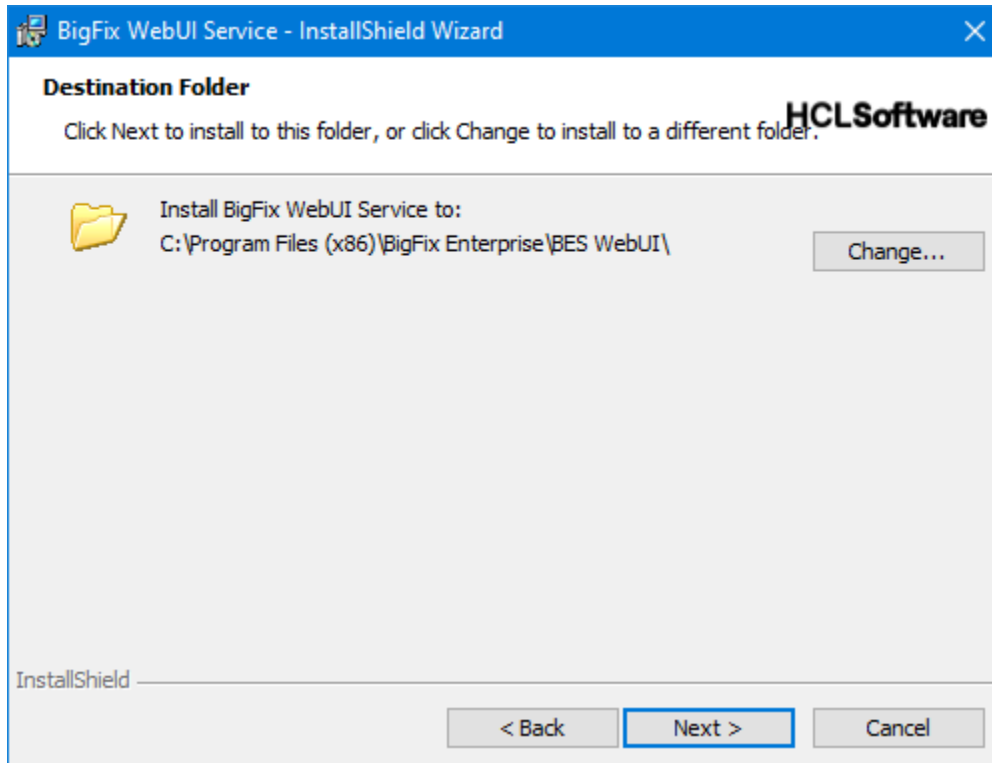 BigFix WebUI Service - InstallShield Wizard
Destination Folder
Click Next to install to this folder, or click Change to install to a different folder.
HCLSoftware
Install BigFix WebUI Service to:
C:\Program Files (x86)\BigFix Enterprise\BES WebUI\
Change...
InstallShield
< Back
Next >
Cancel